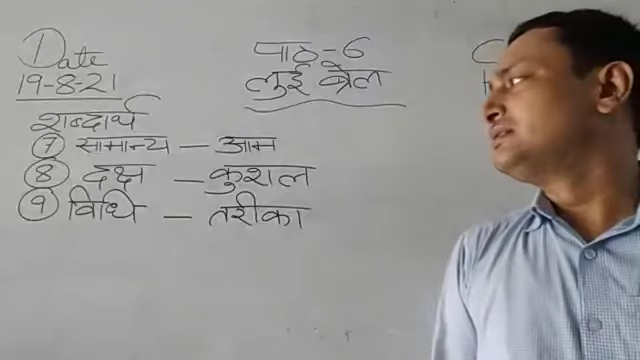 Date
19-8-21
पाठ-6
लुई ब्रेल
शब्दार्थ
7 सामान्य - आम
8 दक्ष - कुशल
9 विधि - तरीका